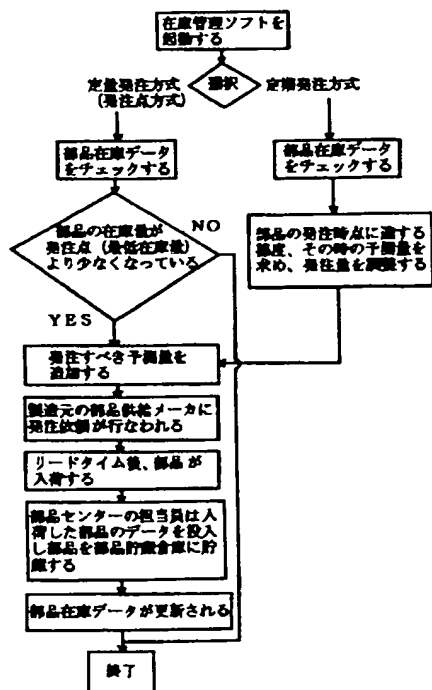 在庫管理ソフトを
起動する
選択
定量発注方式
(発注点方式)
定期発注方式
部品在庫データ
をチェックする
部品在庫データ
をチェックする
部品の在庫量が
発注点(最低在庫量)
より少なくなっている
NO
YES
部品の発注時点に達する
都度、その時の予測量を
求め、発注量を調整する
発注すべき予測量を
追加する
製造元の部品供給メーカに
発注依頼が行なわれる
リードタイム後、部品が
入荷する
部品センターの担当員は入
荷した部品のデータを投入
し部品を部品貯蔵倉庫に貯
蔵する
部品在庫データが更新される
終了